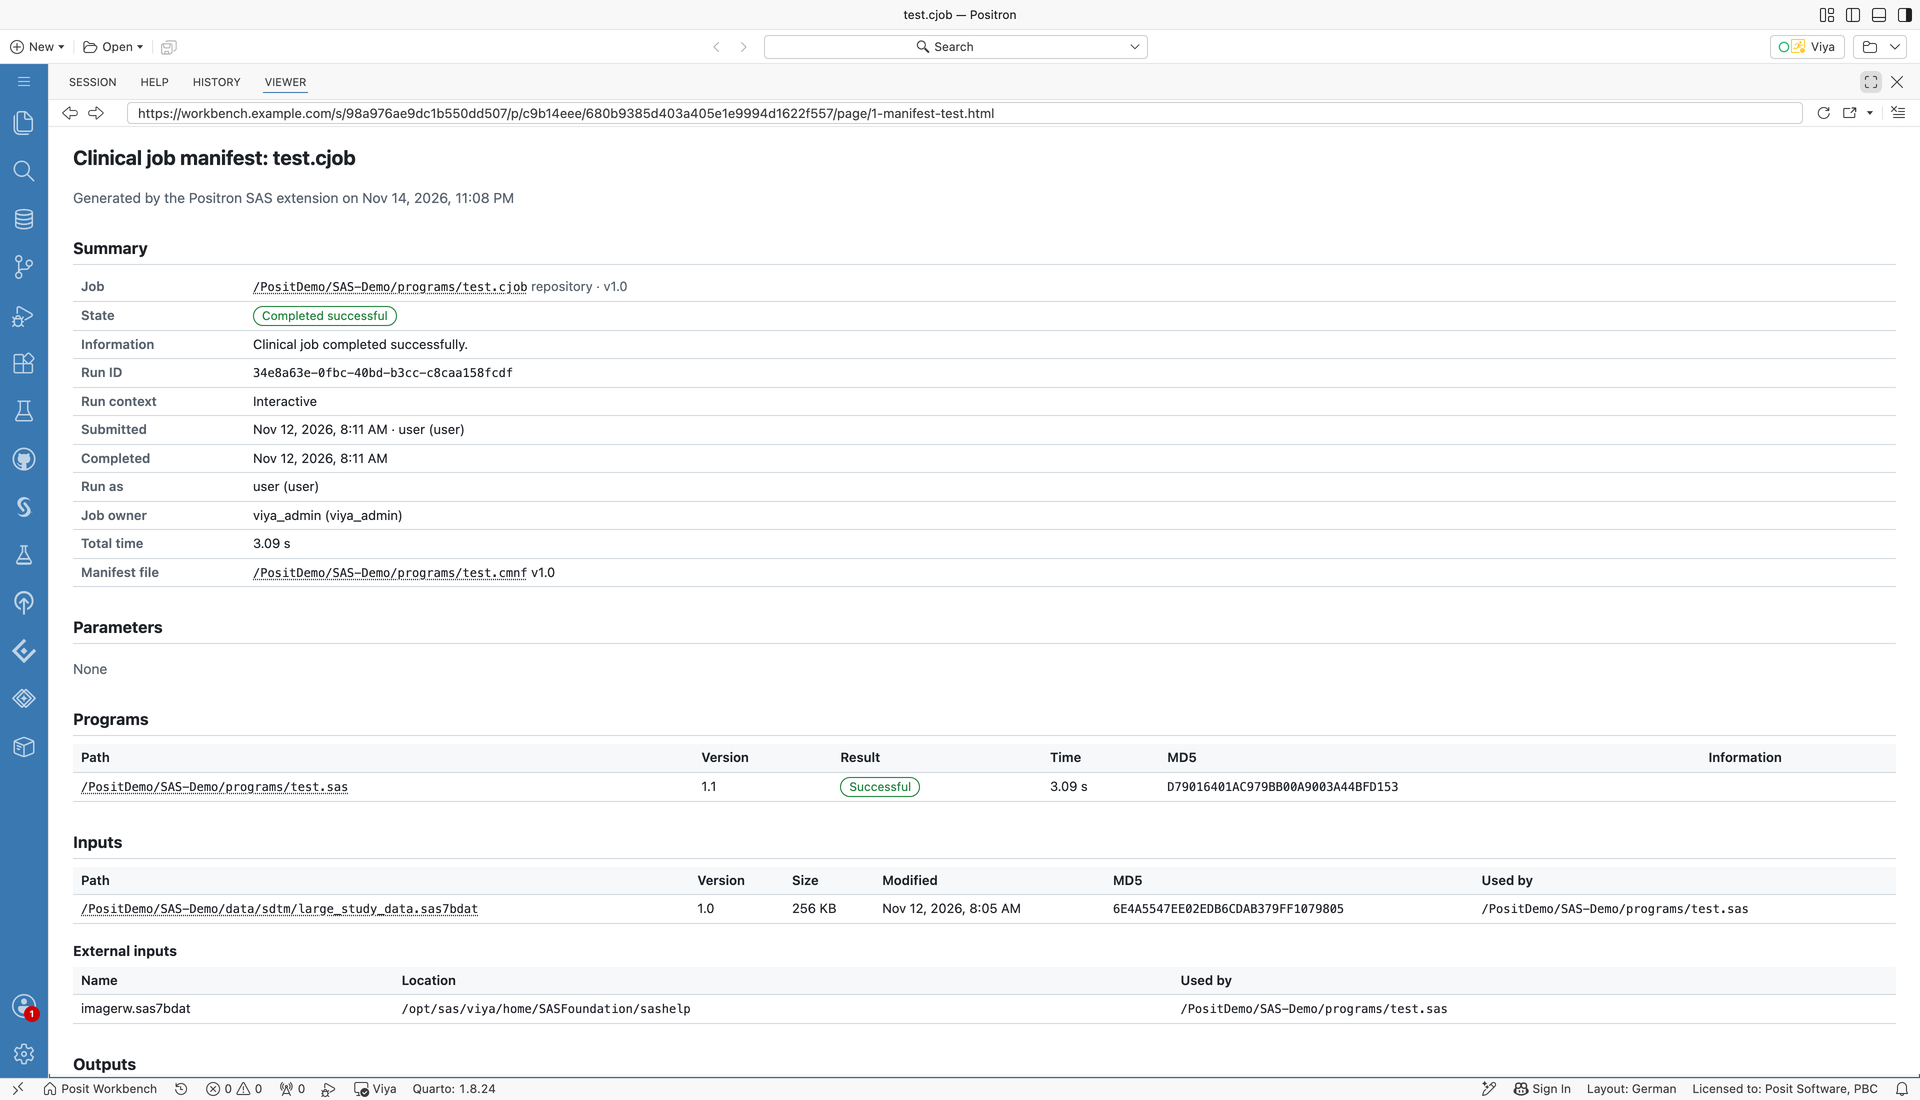 test.cjob — Positron
New
Open
Search
Viya
SESSION HELP HISTORY VIEWER
https://workbench.example.com/s/98a976ae9dc1b550dd507/p/c9b14eee/680b9385d403a405e1e9994d1622f557/page/1-manifest-test.html
Clinical job manifest: test.cjob
Generated by the Positron SAS extension on Nov 14, 2026, 11:08 PM
Summary
Job /PositDemo/SAS-Demo/programs/test.cjob repository · v1.0
State Completed successful
Information Clinical job completed successfully.
Run ID 34e8a63e-0fbc-40bd-b3cc-c8caa158fcdf
Run context Interactive
Submitted Nov 12, 2026, 8:11 AM · user (user)
Completed Nov 12, 2026, 8:11 AM
Run as user (user)
Job owner viya_admin (viya_admin)
Total time 3.09 s
Manifest file /PositDemo/SAS-Demo/programs/test.cmnf v1.0
Parameters
None
Programs
Path Version Result Time MD5 Information
/PositDemo/SAS-Demo/programs/test.sas 1.1 Successful 3.09 s D79016401AC979BB00A9003A44BFD153
Inputs
Path Version Size Modified MD5 Used by
/PositDemo/SAS-Demo/data/sdtm/large_study_data.sas7bdat 1.0 256 KB Nov 12, 2026, 8:05 AM 6E4A5547EE02EDB6CDAB379FF1079805 /PositDemo/SAS-Demo/programs/test.sas
External inputs
Name Location Used by
imagerw.sas7bdat /opt/sas/viya/home/SASFoundation/sashelp /PositDemo/SAS-Demo/programs/test.sas
1
Outputs
Posit Workbench 0 0 0 Viya Quarto: 1.8.24 Sign In Layout: German Licensed to: Posit Software, PBC